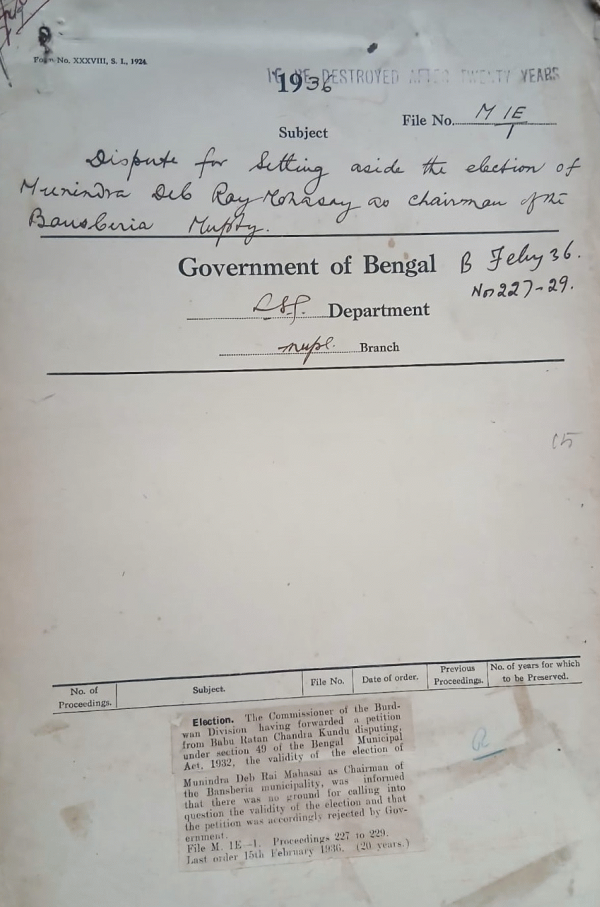 Form No. XXXVIII, S. I., 1924.
TO BE DESTROYED AFTER TWENTY YEARS
1936
File No. M 1E/1
Subject
Dispute for setting aside the election of
Munindra Deb Ray Mohasay as chairman of the
Bansberia Mupty.
Government of Bengal
B Feby 36.
Nos 227-29.
L.S.G. Department
Mupl. Branch
15
No. of Proceedings.
Subject.
File No.
Date of order.
Previous Proceedings.
No. of years for which to be Preserved.
Election. The Commissioner of the Burd-
wan Division having forwarded a petition
from Babu Ratan Chandra Kundu disputing,
under section 49 of the Bengal Municipal
Act, 1932, the validity of the election of
Munindra Deb Rai Mahasai as Chairman of
the Bansberia municipality, was informed
that there was no ground for calling into
question the validity of the election and that
the petition was accordingly rejected by Gov-
ernment.
File M. 1E-1. Proceedings 227 to 229.
Last order 15th February 1936. (20 years.)